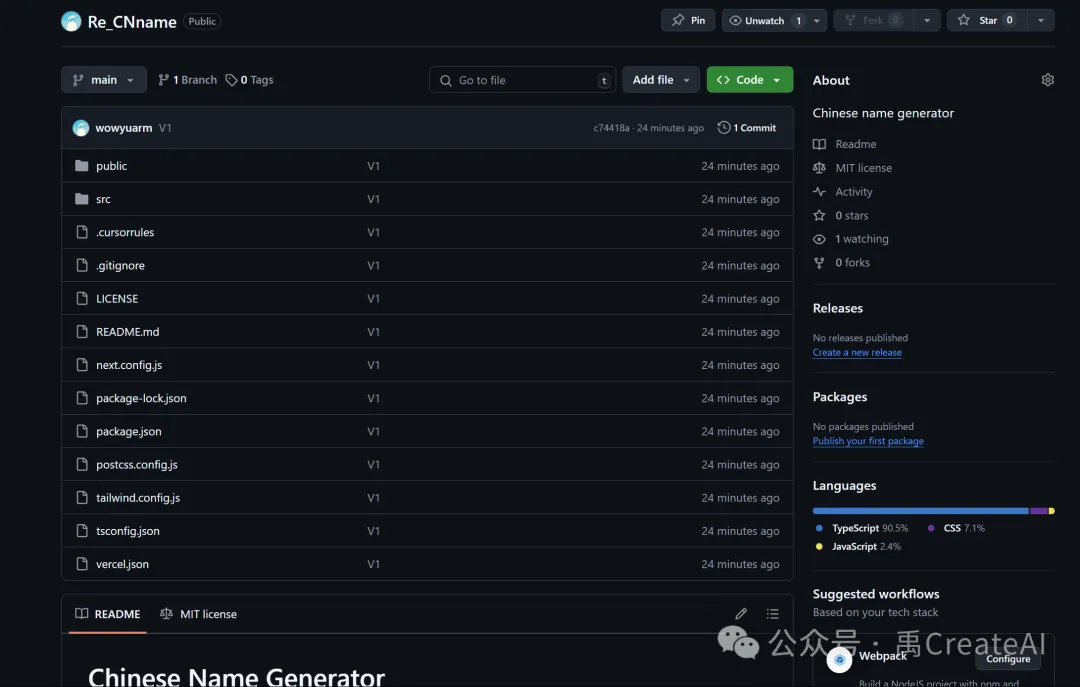 Re_CNname Public Pin Unwatch 1 Fork 0 Star 0
main 1 Branch 0 Tags Go to file t Add file Code
wowyuarm V1 c74418a · 24 minutes ago 1 Commit
public V1 24 minutes ago
src V1 24 minutes ago
.cursorrules V1 24 minutes ago
.gitignore V1 24 minutes ago
LICENSE V1 24 minutes ago
README.md V1 24 minutes ago
next.config.js V1 24 minutes ago
package-lock.json V1 24 minutes ago
package.json V1 24 minutes ago
postcss.config.js V1 24 minutes ago
tailwind.config.js V1 24 minutes ago
tsconfig.json V1 24 minutes ago
vercel.json V1 24 minutes ago
README MIT license
Chinese Name Generator
About
Chinese name generator
Readme
MIT license
Activity
0 stars
1 watching
0 forks
Releases
No releases published
Create a new release
Packages
No packages published
Publish your first package
Languages
TypeScript 90.5% CSS 7.1%
JavaScript 2.4%
Suggested workflows
Based on your tech stack
Webpack Configure
Build a NodeJS project with npm and
公众号 · 禹CreateAI